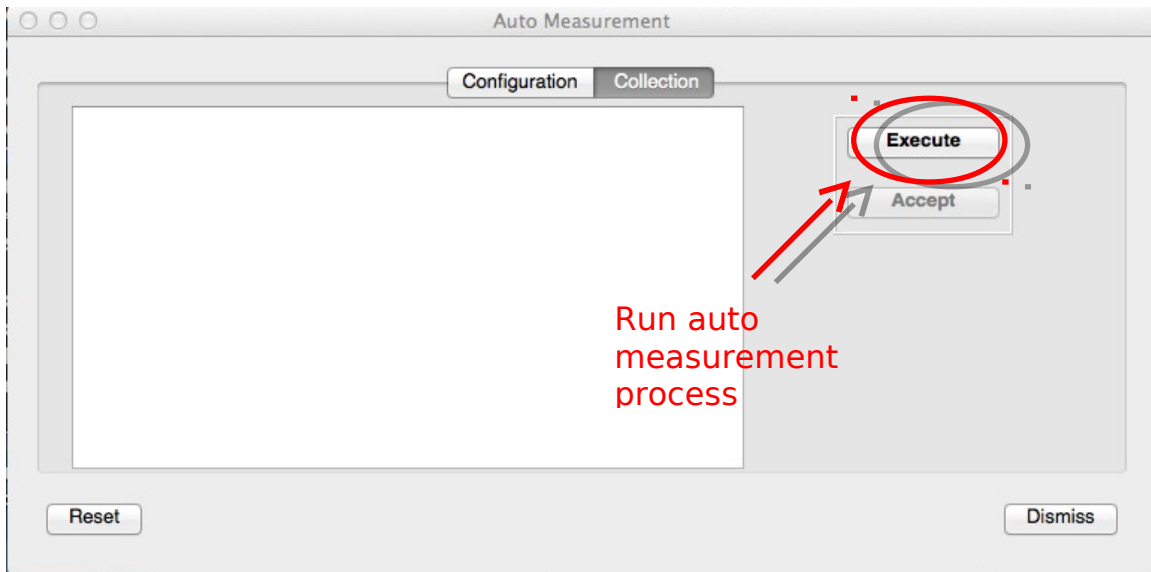 Auto Measurement
Configuration Collection
Execute
Accept
Run auto
measurement
process
Reset Dismiss